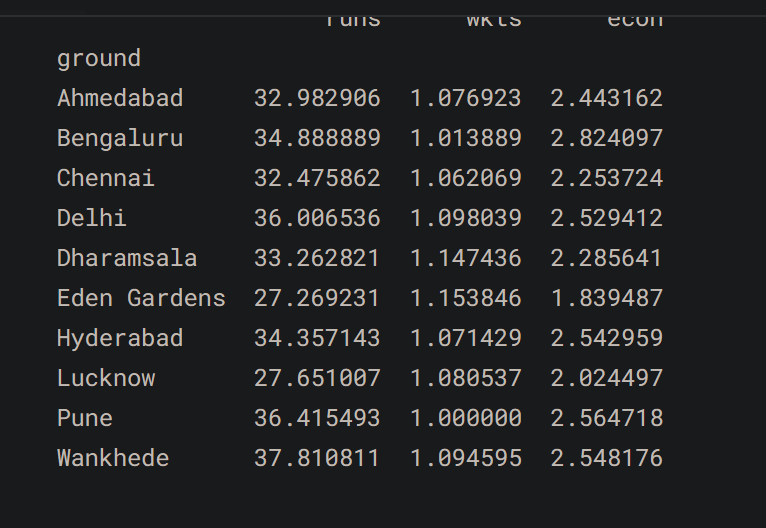 runs wkts econ
ground
Ahmedabad 32.982906 1.076923 2.443162
Bengaluru 34.888889 1.013889 2.824097
Chennai 32.475862 1.062069 2.253724
Delhi 36.006536 1.098039 2.529412
Dharamsala 33.262821 1.147436 2.285641
Eden Gardens 27.269231 1.153846 1.839487
Hyderabad 34.357143 1.071429 2.542959
Lucknow 27.651007 1.080537 2.024497
Pune 36.415493 1.000000 2.564718
Wankhede 37.810811 1.094595 2.548176